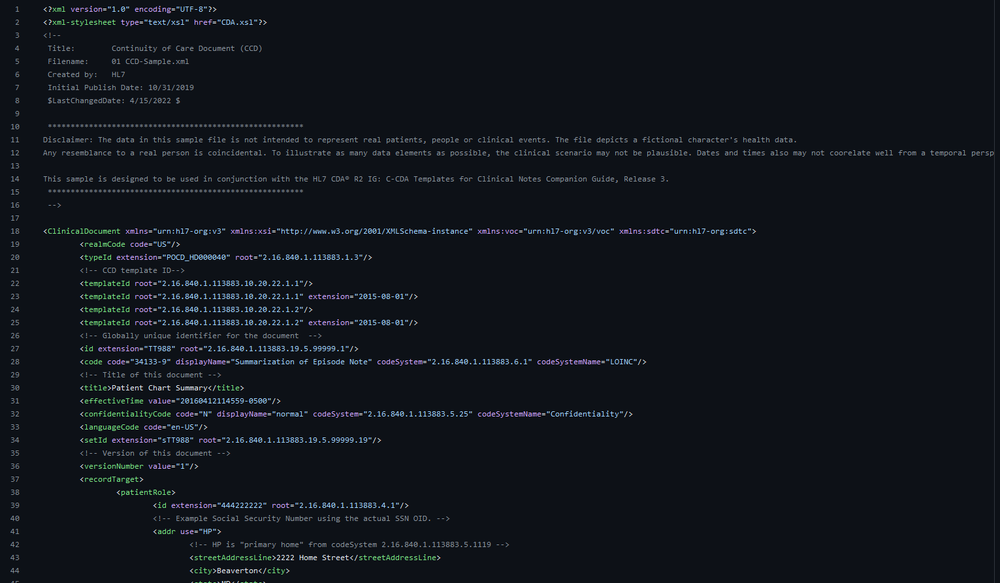 1 <?xml version="1.0" encoding="UTF-8"?>
2 <?xml-stylesheet type="text/xsl" href="CDA.xsl"?>
3 <!--
4 Title: Continuity of Care Document (CCD)
5 Filename: 01 CCD-Sample.xml
6 Created by: HL7
7 Initial Publish Date: 10/31/2019
8 $LastChangedDate: 4/15/2022 $
9
10 ********************************************************
11 Disclaimer: The data in this sample file is not intended to represent real patients, people or clinical events. The file depicts a fictional character's health data.
12 Any resemblance to a real person is coincidental. To illustrate as many data elements as possible, the clinical scenario may not be plausible. Dates and times also may not coorelate well from a temporal persp
13
14 This sample is designed to be used in conjunction with the HL7 CDA® R2 IG: C-CDA Templates for Clinical Notes Companion Guide, Release 3.
15 ********************************************************
16 -->
17
18 <ClinicalDocument xmlns="urn:hl7-org:v3" xmlns:xsi="http://www.w3.org/2001/XMLSchema-instance" xmlns:voc="urn:hl7-org:v3/voc" xmlns:sdtc="urn:hl7-org:sdtc">
19 <realmCode code="US"/>
20 <typeId extension="POCD_HD000040" root="2.16.840.1.113883.1.3"/>
21 <!-- CCD template ID-->
22 <templateId root="2.16.840.1.113883.10.20.22.1.1"/>
23 <templateId root="2.16.840.1.113883.10.20.22.1.1" extension="2015-08-01"/>
24 <templateId root="2.16.840.1.113883.10.20.22.1.2"/>
25 <templateId root="2.16.840.1.113883.10.20.22.1.2" extension="2015-08-01"/>
26 <!-- Globally unique identifier for the document  -->
27 <id extension="TT988" root="2.16.840.1.113883.19.5.99999.1"/>
28 <code code="34133-9" displayName="Summarization of Episode Note" codeSystem="2.16.840.1.113883.6.1" codeSystemName="LOINC"/>
29 <!-- Title of this document -->
30 <title>Patient Chart Summary</title>
31 <effectiveTime value="20160412114559-0500"/>
32 <confidentialityCode code="N" displayName="normal" codeSystem="2.16.840.1.113883.5.25" codeSystemName="Confidentiality"/>
33 <languageCode code="en-US"/>
34 <setId extension="sTT988" root="2.16.840.1.113883.19.5.99999.19"/>
35 <!-- Version of this document -->
36 <versionNumber value="1"/>
37 <recordTarget>
38 <patientRole>
39 <id extension="444222222" root="2.16.840.1.113883.4.1"/>
40 <!-- Example Social Security Number using the actual SSN OID. -->
41 <addr use="HP">
42 <!-- HP is "primary home" from codeSystem 2.16.840.1.113883.5.1119 -->
43 <streetAddressLine>2222 Home Street</streetAddressLine>
44 <city>Beaverton</city>